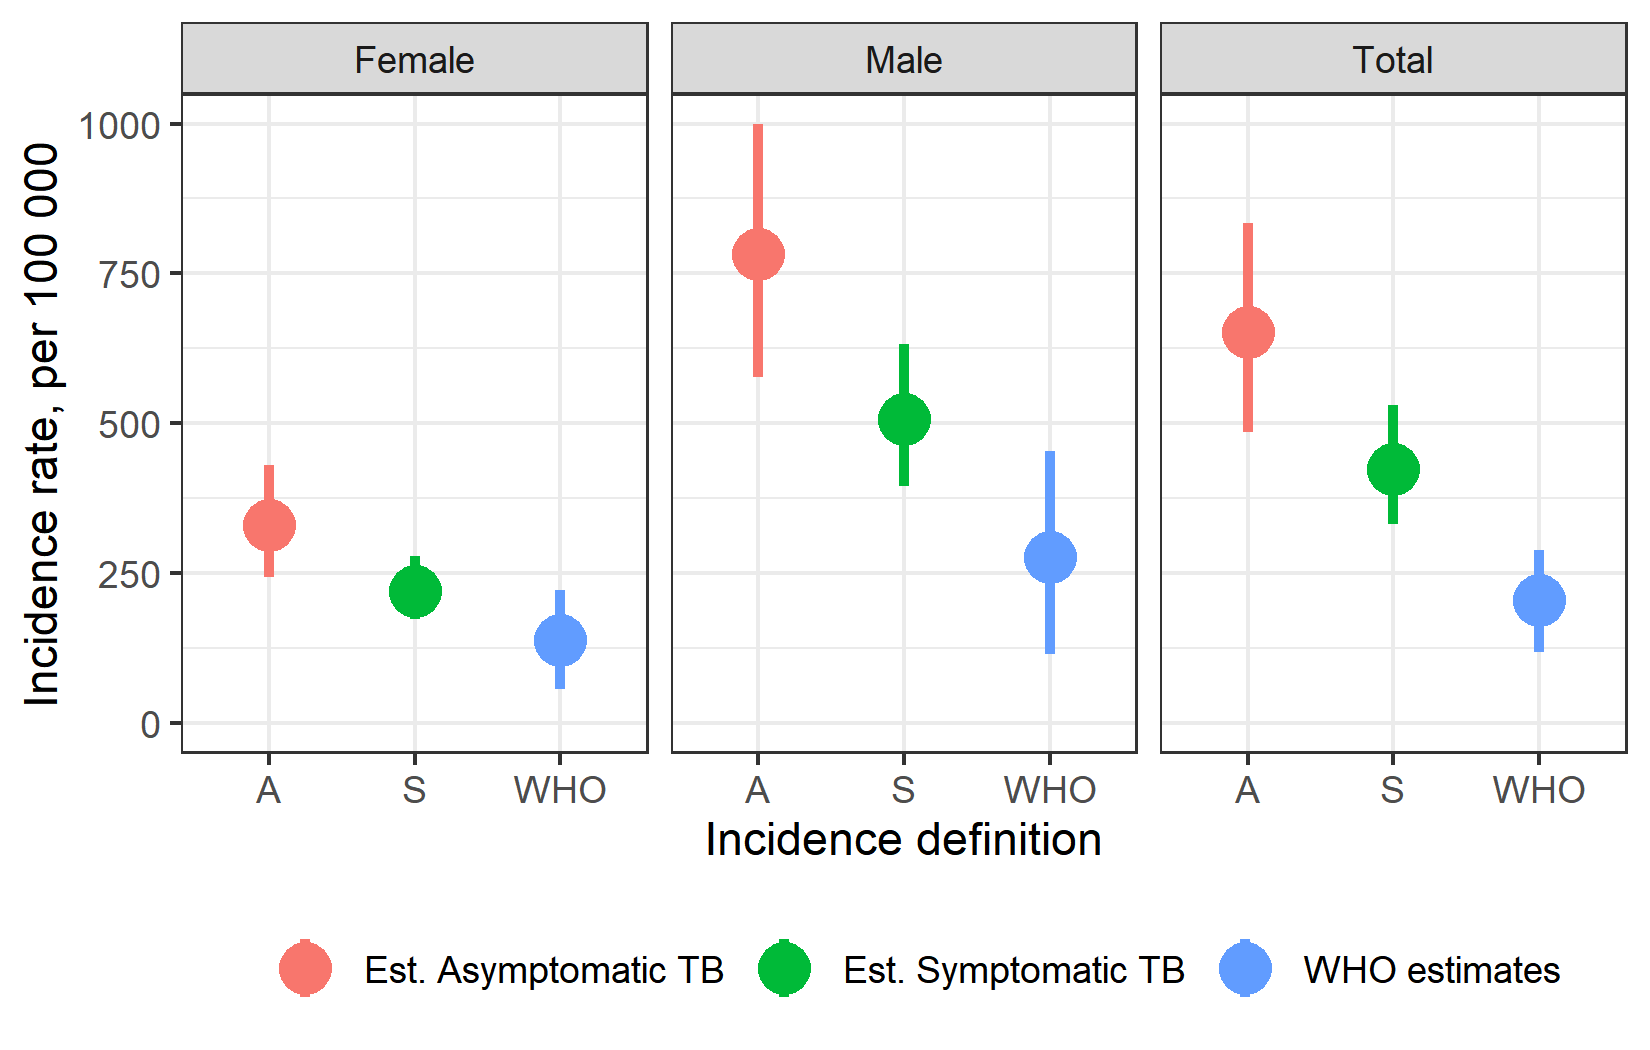 Female Male Total
Incidence rate, per 100 000
1000
750
500
250
0
A S WHO A S WHO A S WHO
Incidence definition
Est. Asymptomatic TB Est. Symptomatic TB WHO estimates